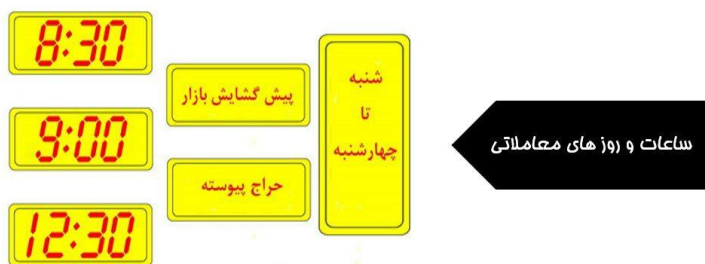 ساعات و روز های معاملاتی
شنبه
تا
چهارشنبه
پیش گشایش بازار
حراج پیوسته
8:30
9:00
12:30